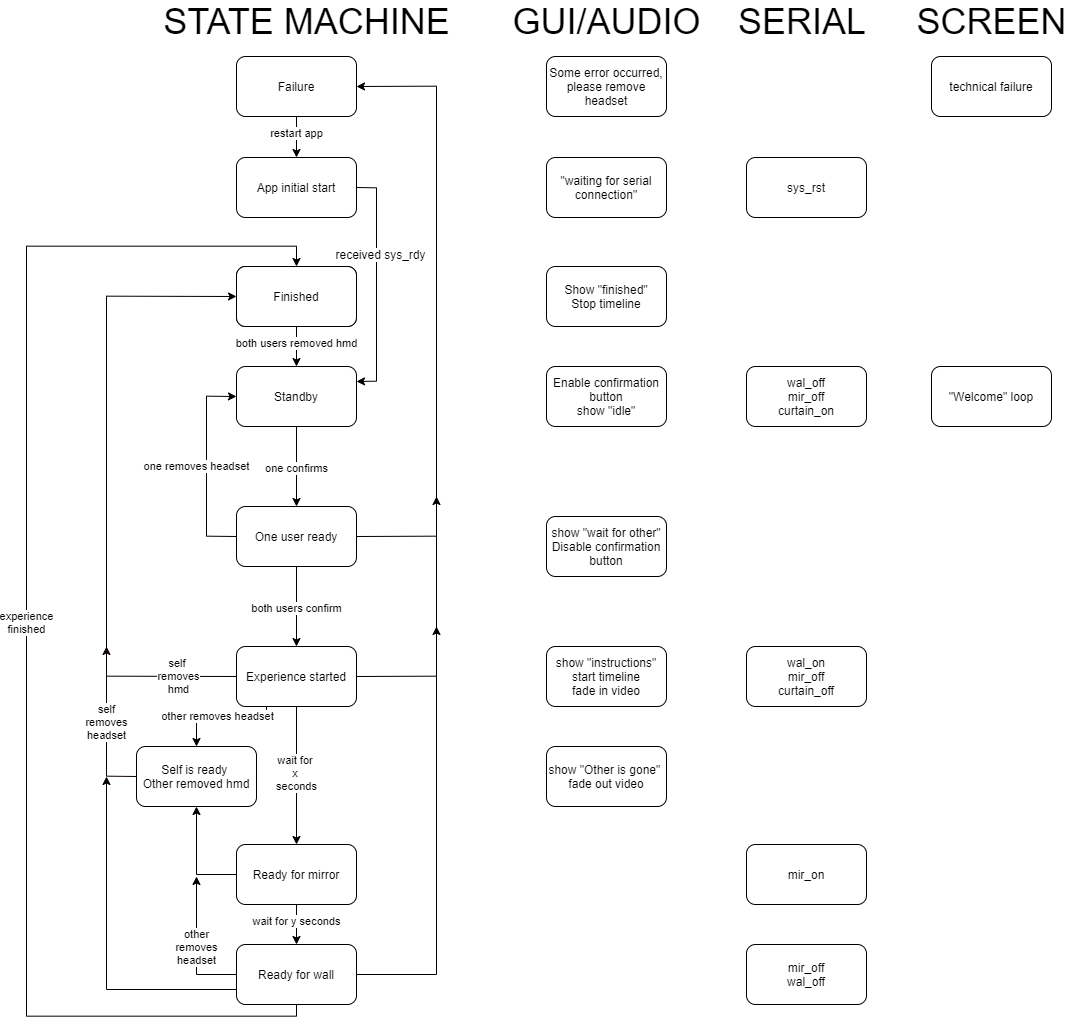 STATE MACHINE
GUI/AUDIO
SERIAL
SCREEN
Failure
Some error occurred,
please remove
headset
technical failure
restart app
App initial start
"waiting for serial
connection"
sys_rst
received sys_rdy
Finished
Show "finished"
Stop timeline
both users removed hmd
Standby
Enable confirmation
button
show "idle"
wal_off
mir_off
curtain_on
"Welcome" loop
one removes headset
one confirms
One user ready
show "wait for other"
Disable confirmation
button
both users confirm
experience
finished
self
removes
hmd
Experience started
show "instructions"
start timeline
fade in video
wal_on
mir_off
curtain_off
self
removes
headset
other removes headset
Self is ready
Other removed hmd
wait for
x
seconds
show "Other is gone"
fade out video
Ready for mirror
mir_on
wait for y seconds
other
removes
headset
Ready for wall
mir_off
wal_off